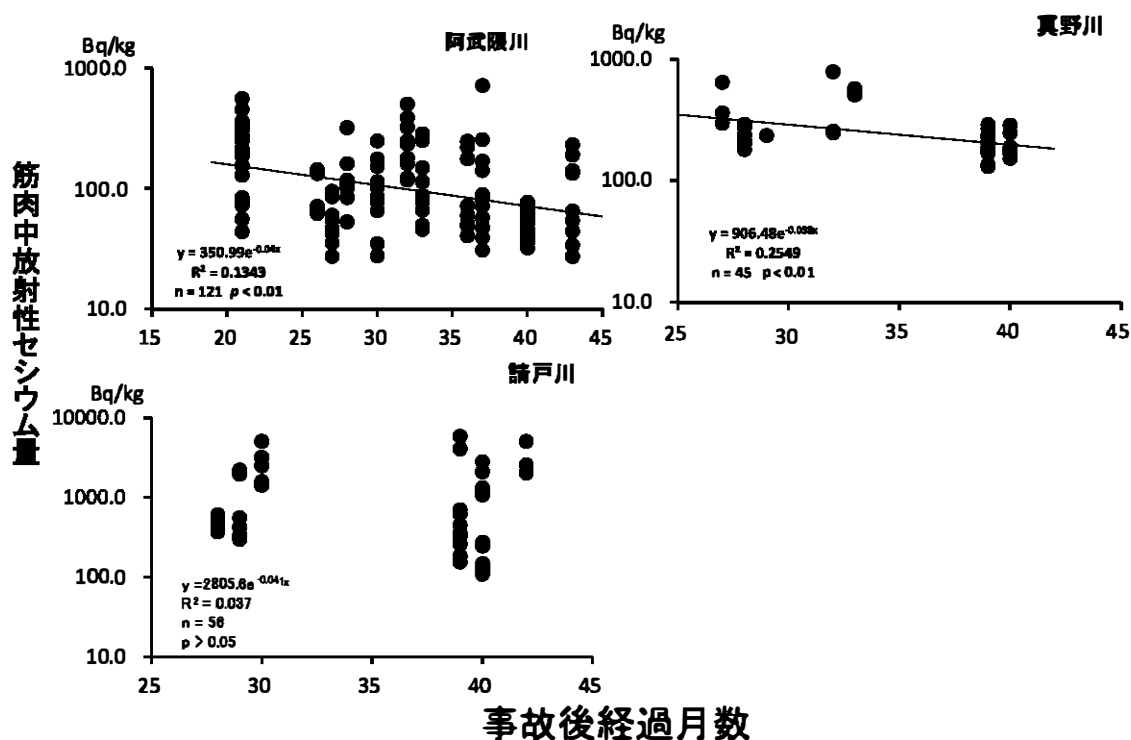 筋肉中放射性セシウム量
Bq/kg
阿武隈川
1000.0
100.0
10.0
y = 350.99e-0.04x
R² = 0.1343
n = 121 p < 0.01
15 20 25 30 35 40 45
Bq/kg
真野川
1000.0
100.0
10.0
y = 906.48e-0.038x
R² = 0.2549
n = 45 p < 0.01
25 30 35 40 45
Bq/kg
請戸川
10000.0
1000.0
100.0
10.0
y =2805.6e-0.041x
R² = 0.037
n = 56
p > 0.05
25 30 35 40 45
事故後経過月数